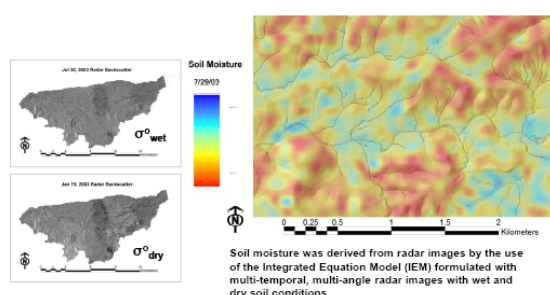 Jul 30, 2003 Radar Backscatter
σ°wet
Jan 19, 2003 Radar Backscatter
σ°dry
Soil Moisture
7/29/03
N
0 0.25 0.5 1 1.5 2
Kilometers
Soil moisture was derived from radar images by the use
of the Integrated Equation Model (IEM) formulated with
multi-temporal, multi-angle radar images with wet and
dry soil conditions